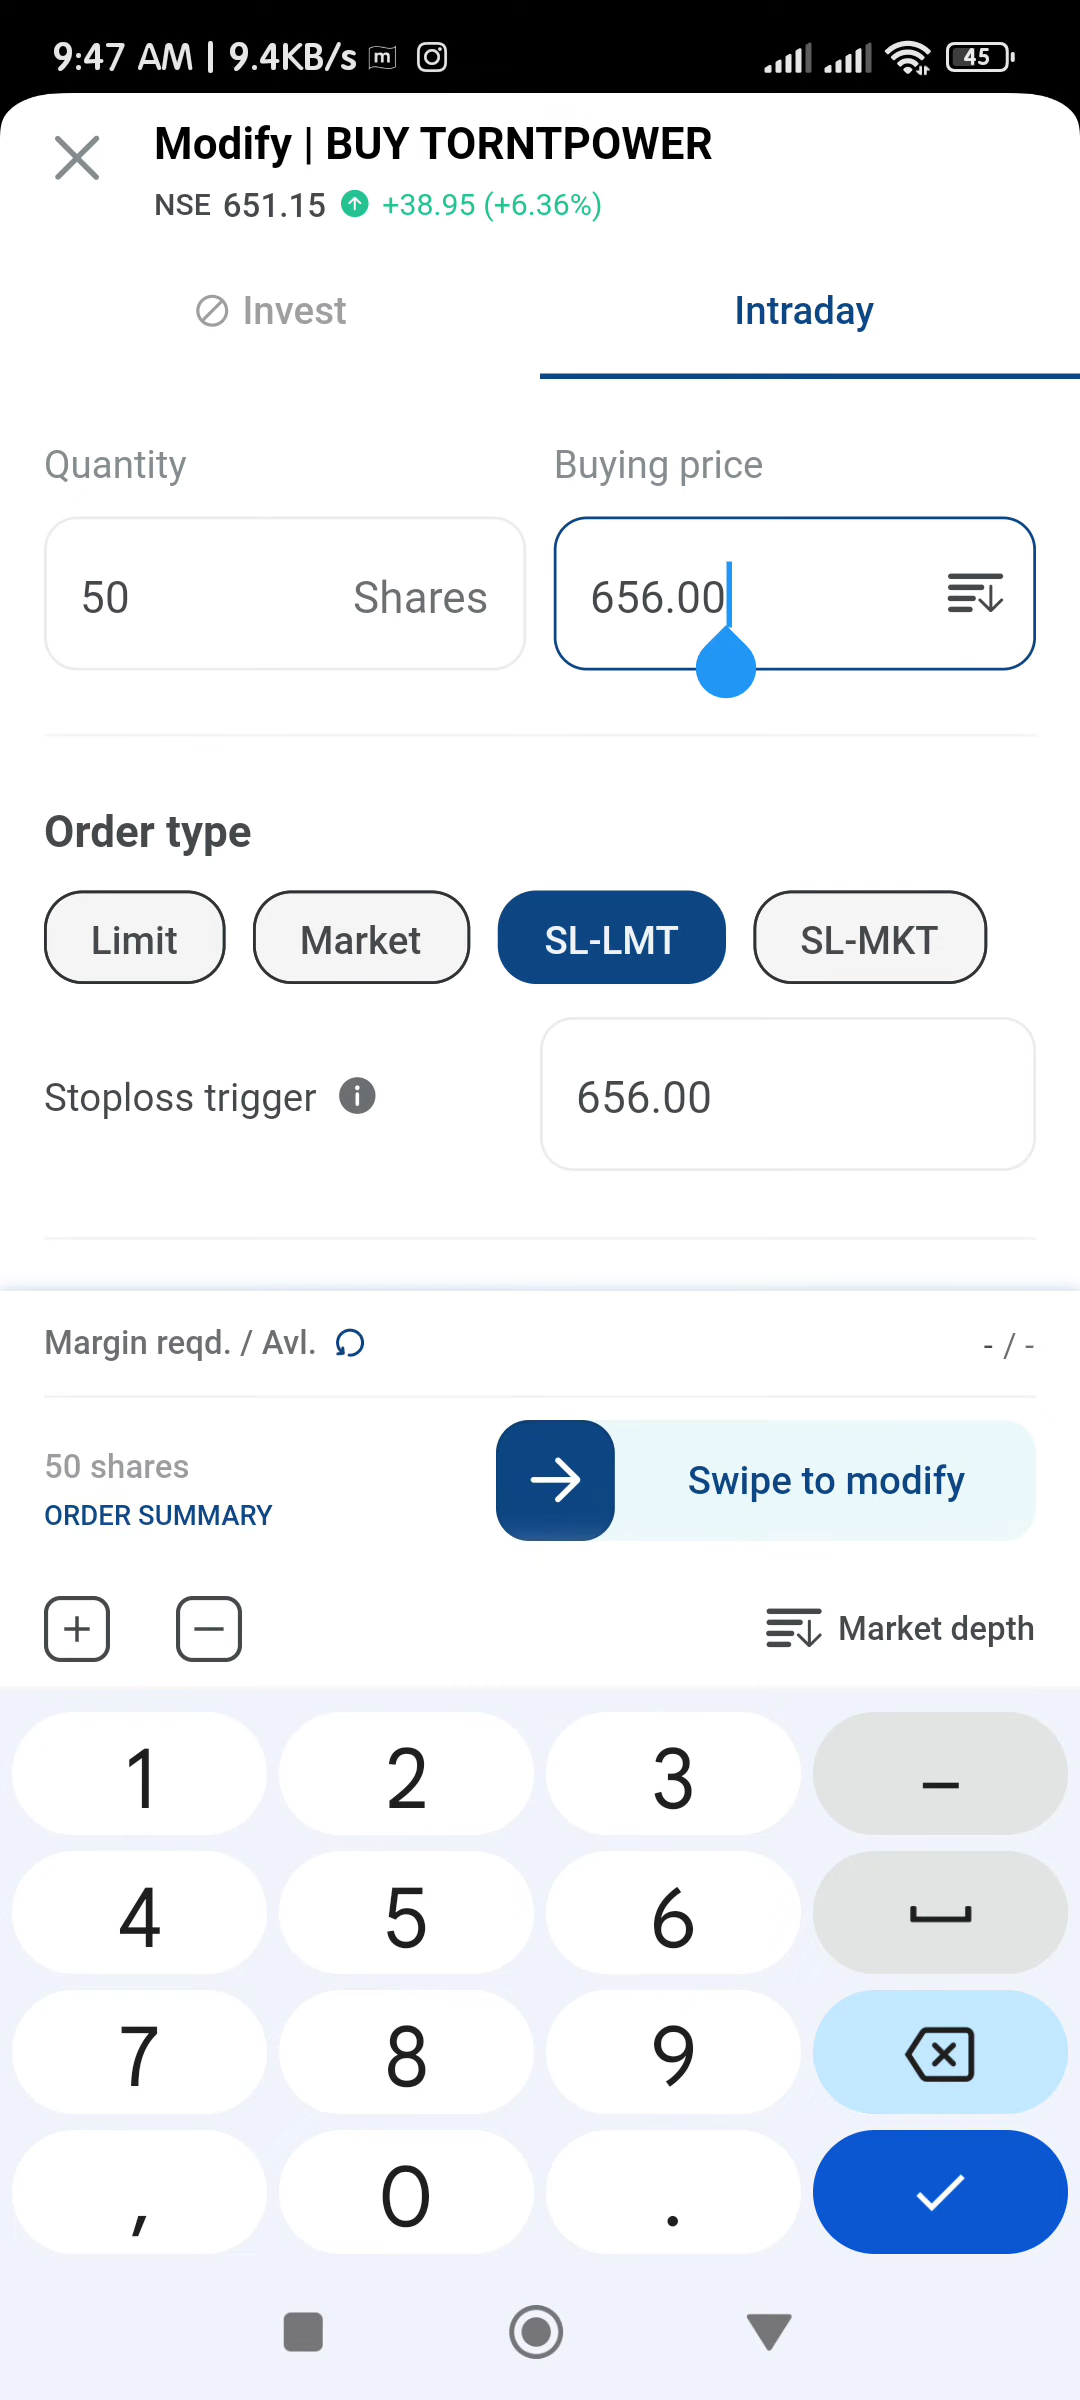 9:47 AM | 9.4KB/s m 45
Modify | BUY TORNTPOWER
NSE 651.15 +38.95 (+6.36%)
Invest Intraday
Quantity Buying price
50 Shares 656.00
Order type
Limit Market SL-LMT SL-MKT
Stoploss trigger i 656.00
Margin reqd. / Avl. - / -
50 shares
ORDER SUMMARY
Swipe to modify
+ − Market depth
1 2 3 –
4 5 6
7 8 9
, 0 .